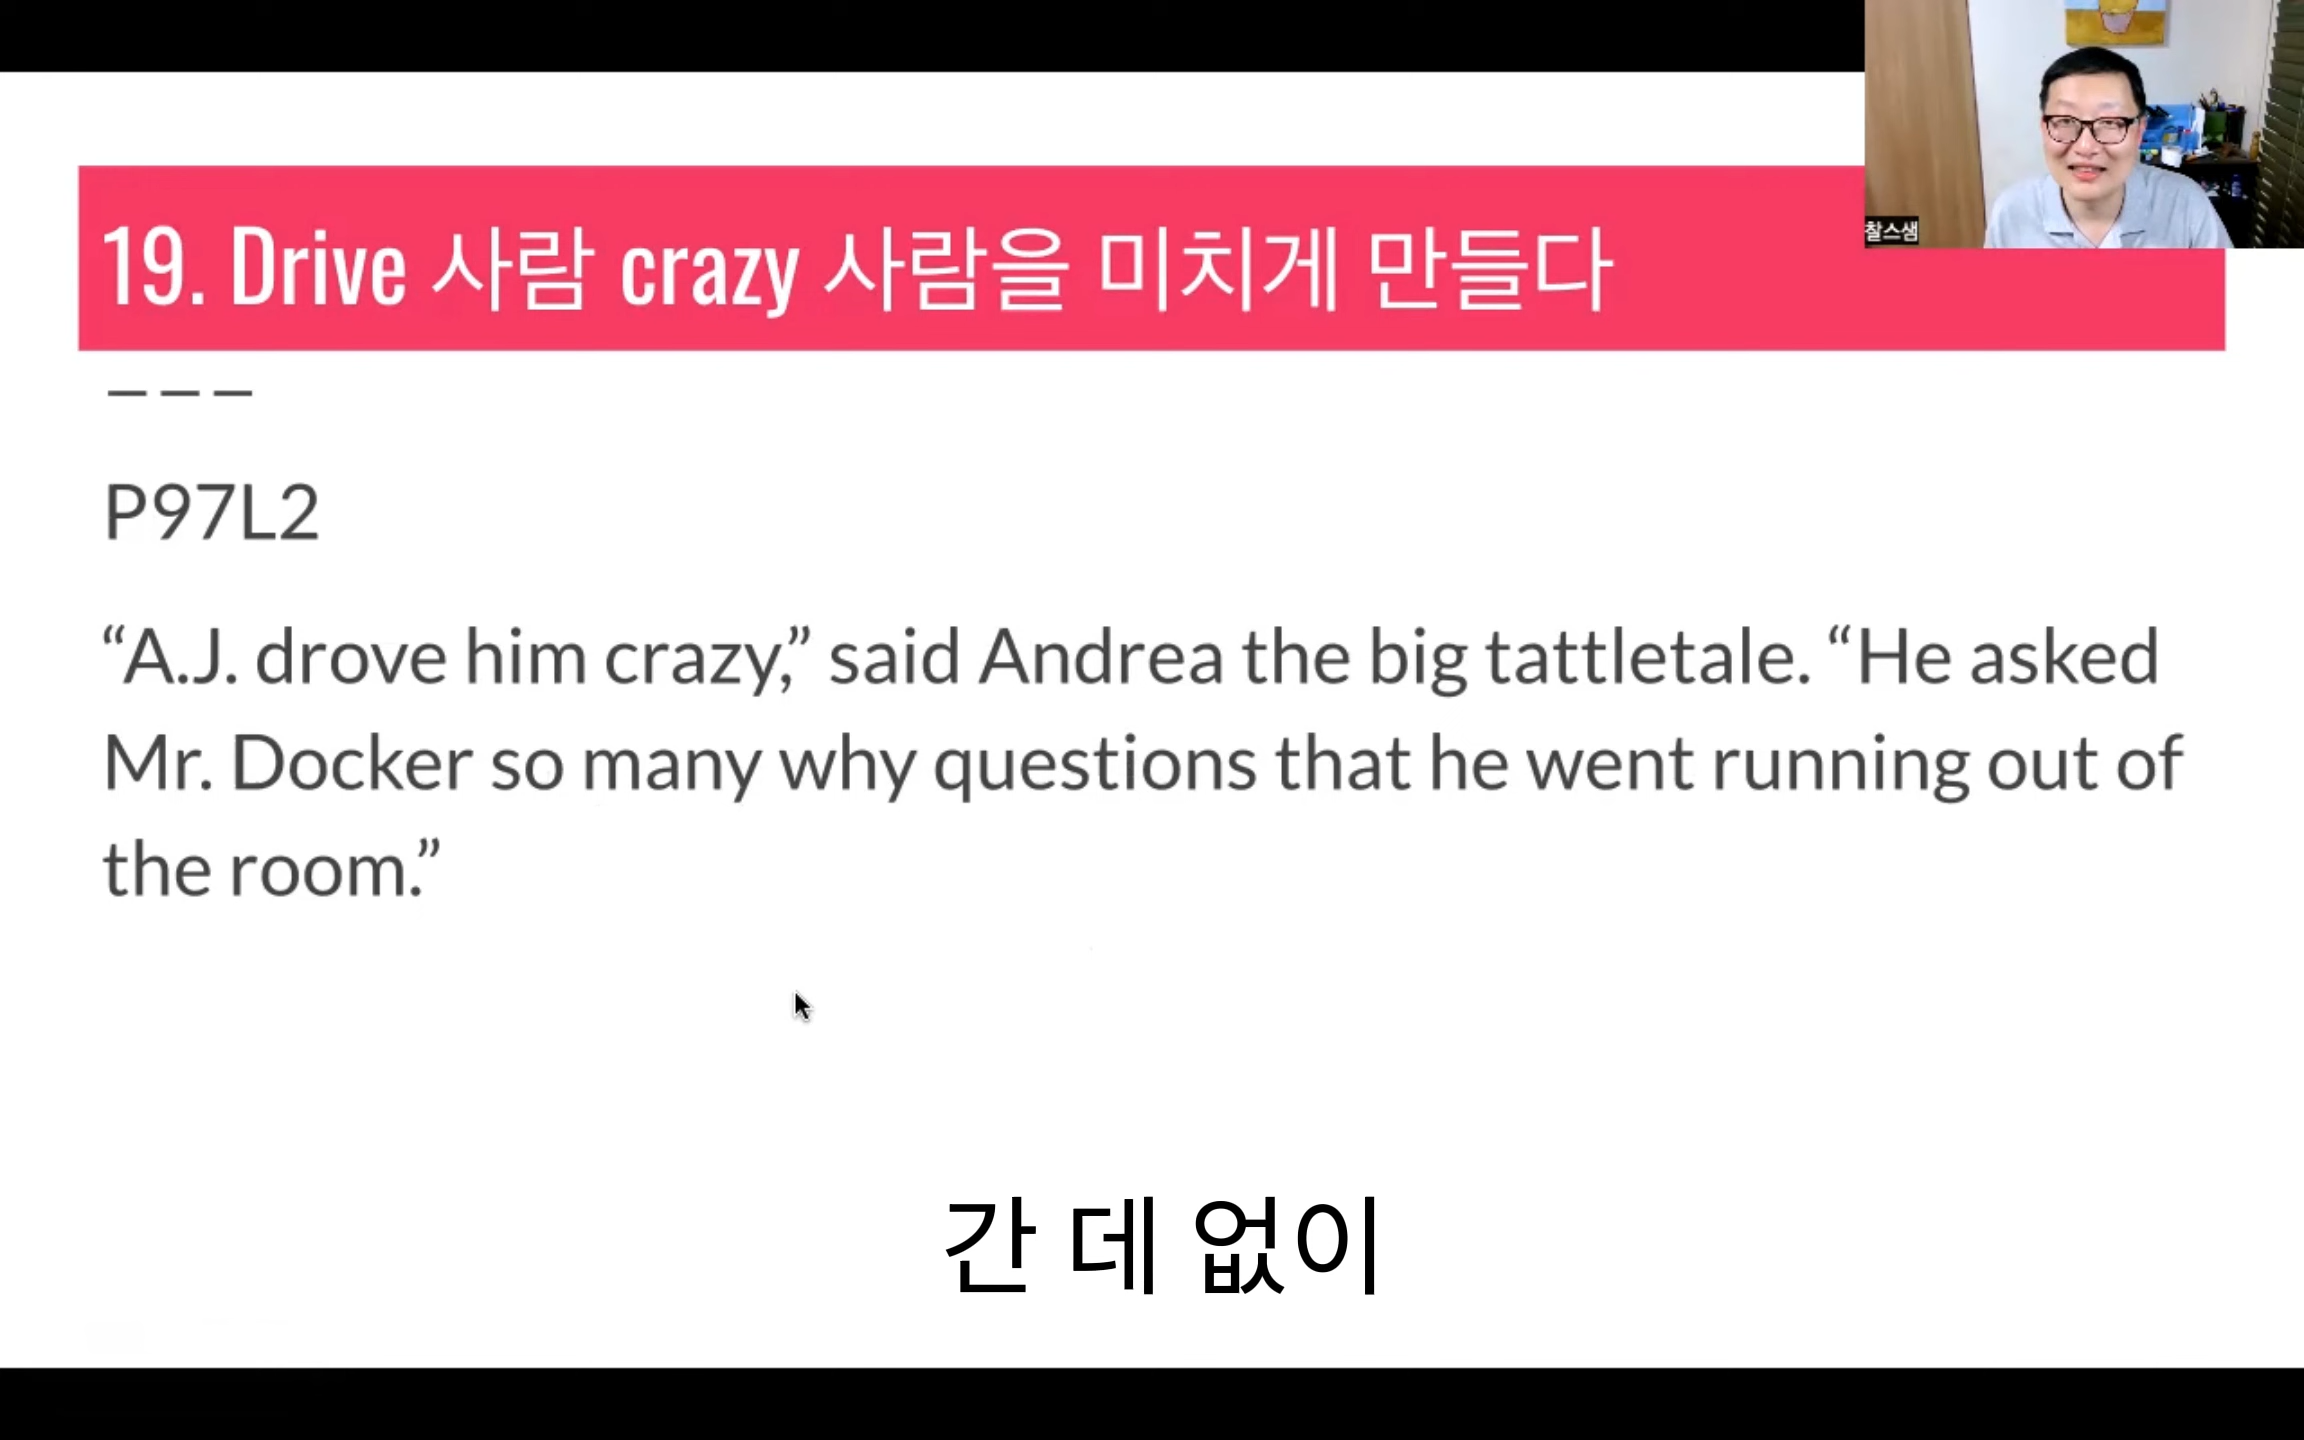 찰스샘
19. Drive 사람 crazy 사람을 미치게 만들다
P97L2
“A.J. drove him crazy,” said Andrea the big tattletale. “He asked
Mr. Docker so many why questions that he went running out of
the room.”
간 데 없이